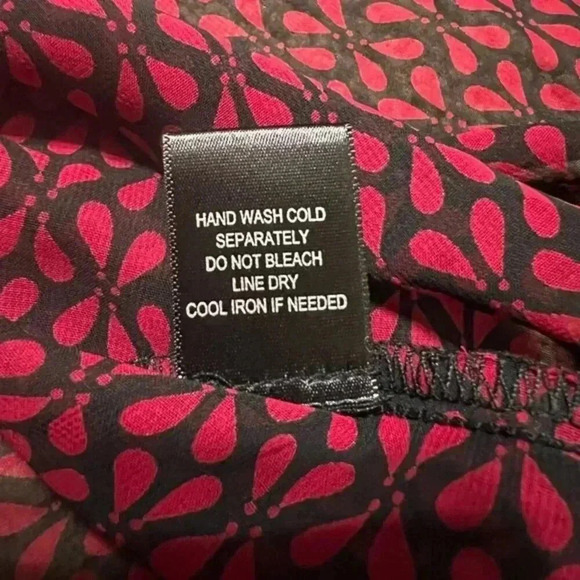 HAND WASH COLD
SEPARATELY
DO NOT BLEACH
LINE DRY
COOL IRON IF NEEDED